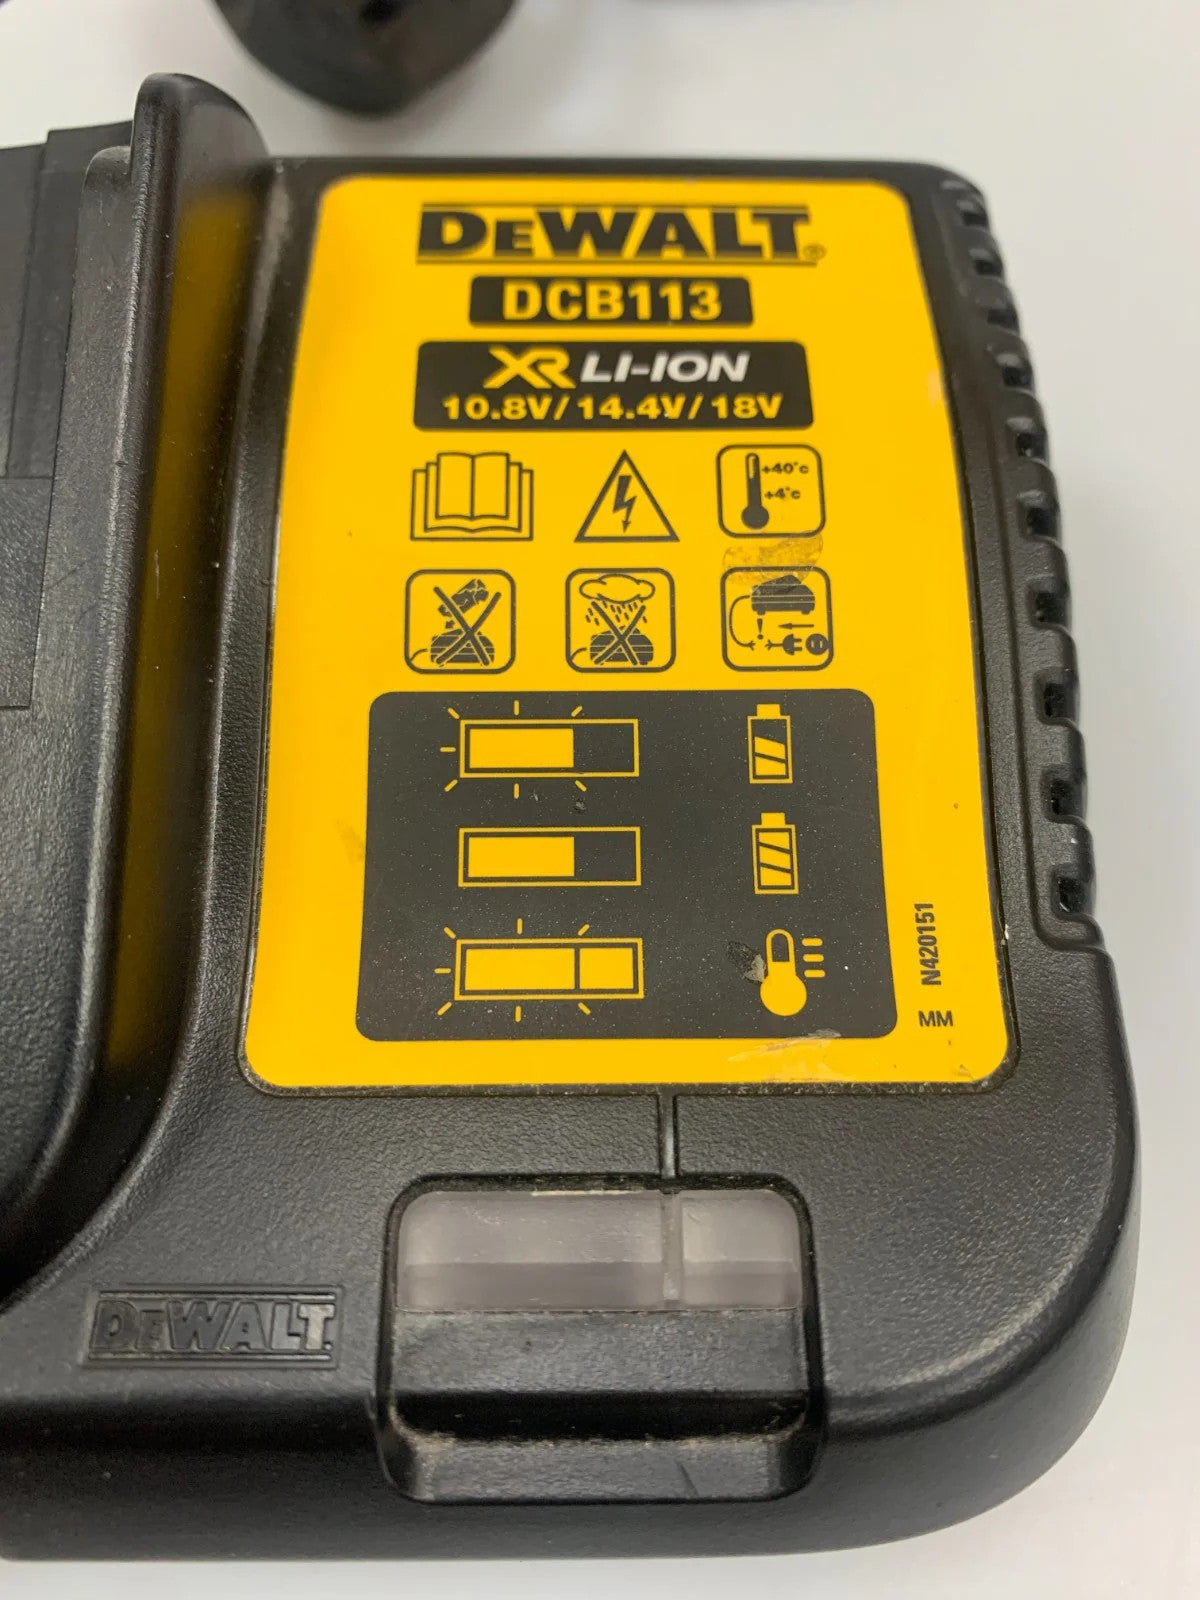 DEWALT®
DCB113
XR LI-ION
10.8V/14.4V/18V
+40°c
+4°c
N420151
MM
DEWALT